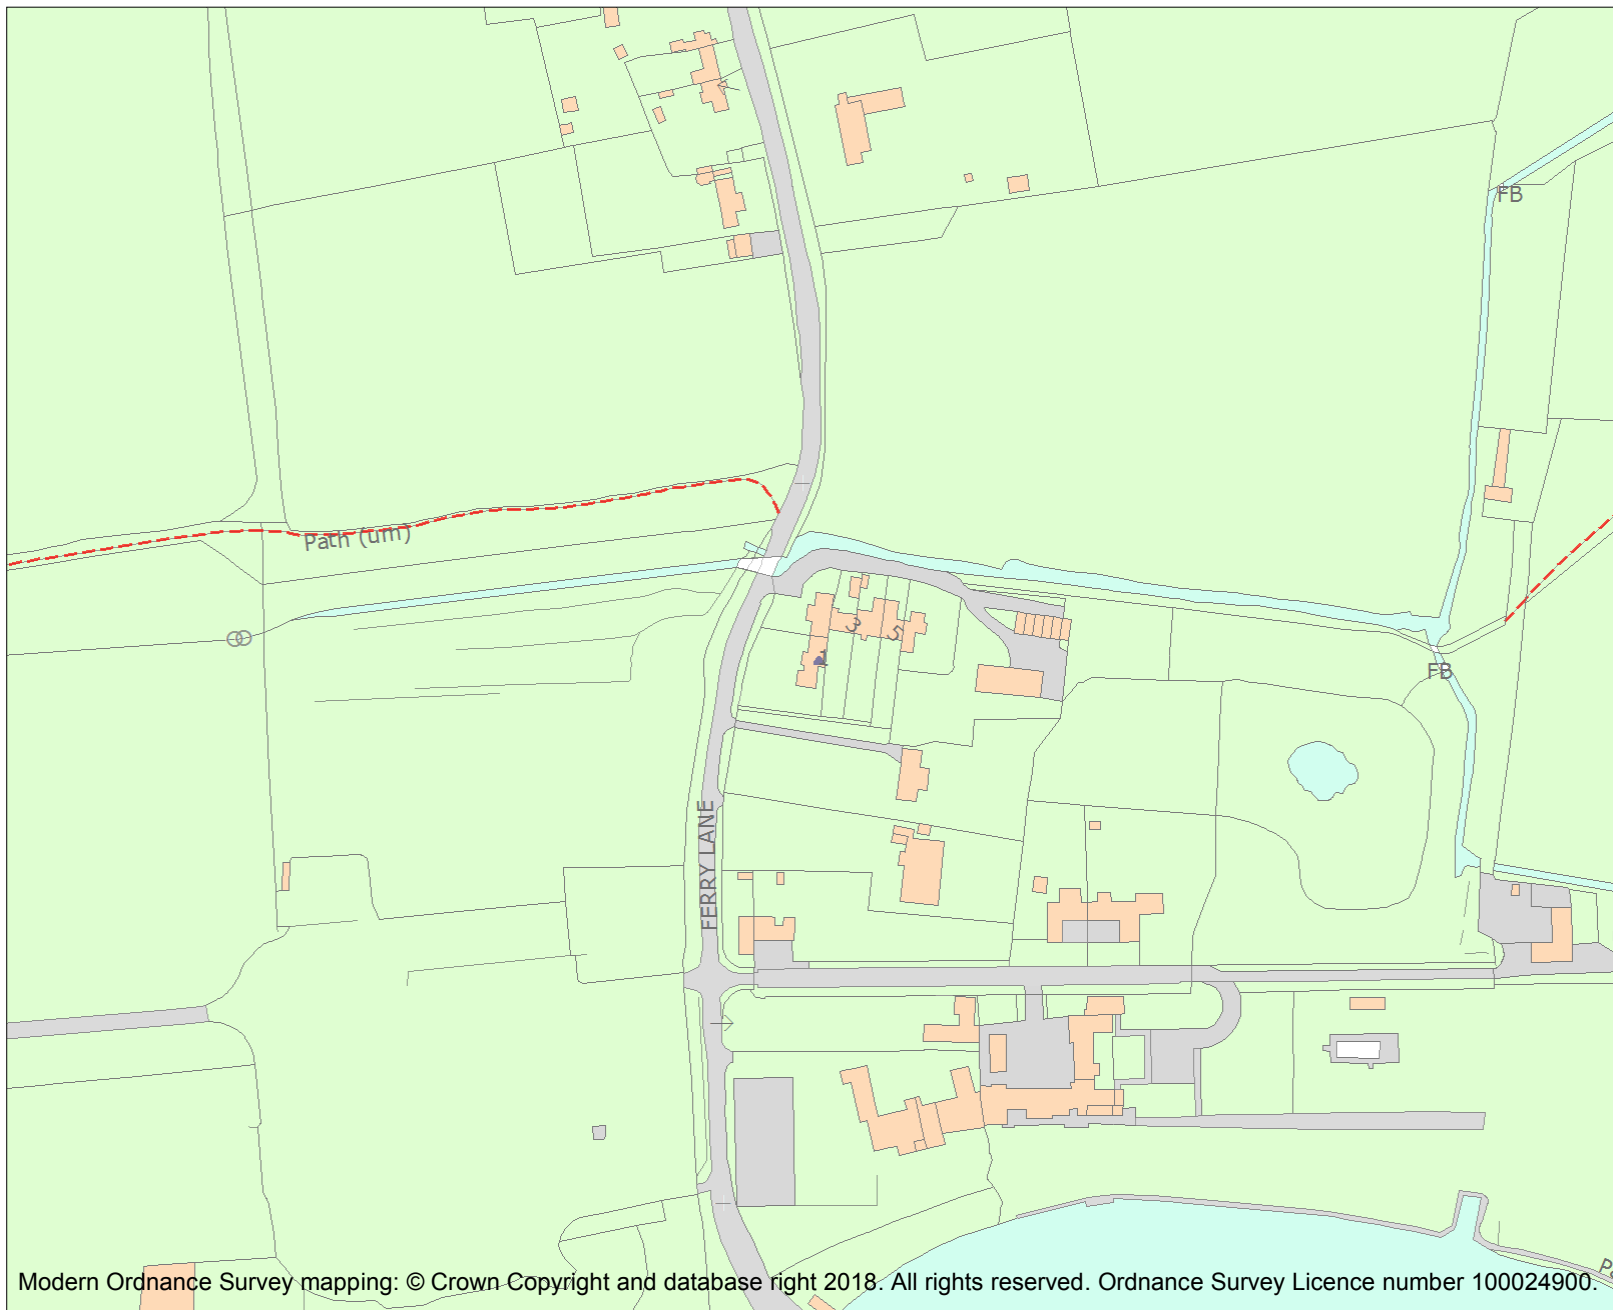 FB
Path (um)
3
5
1
FB
FERRY LANE
Modern Ordnance Survey mapping: © Crown Copyright and database right 2018. All rights reserved. Ordnance Survey Licence number 100024900.